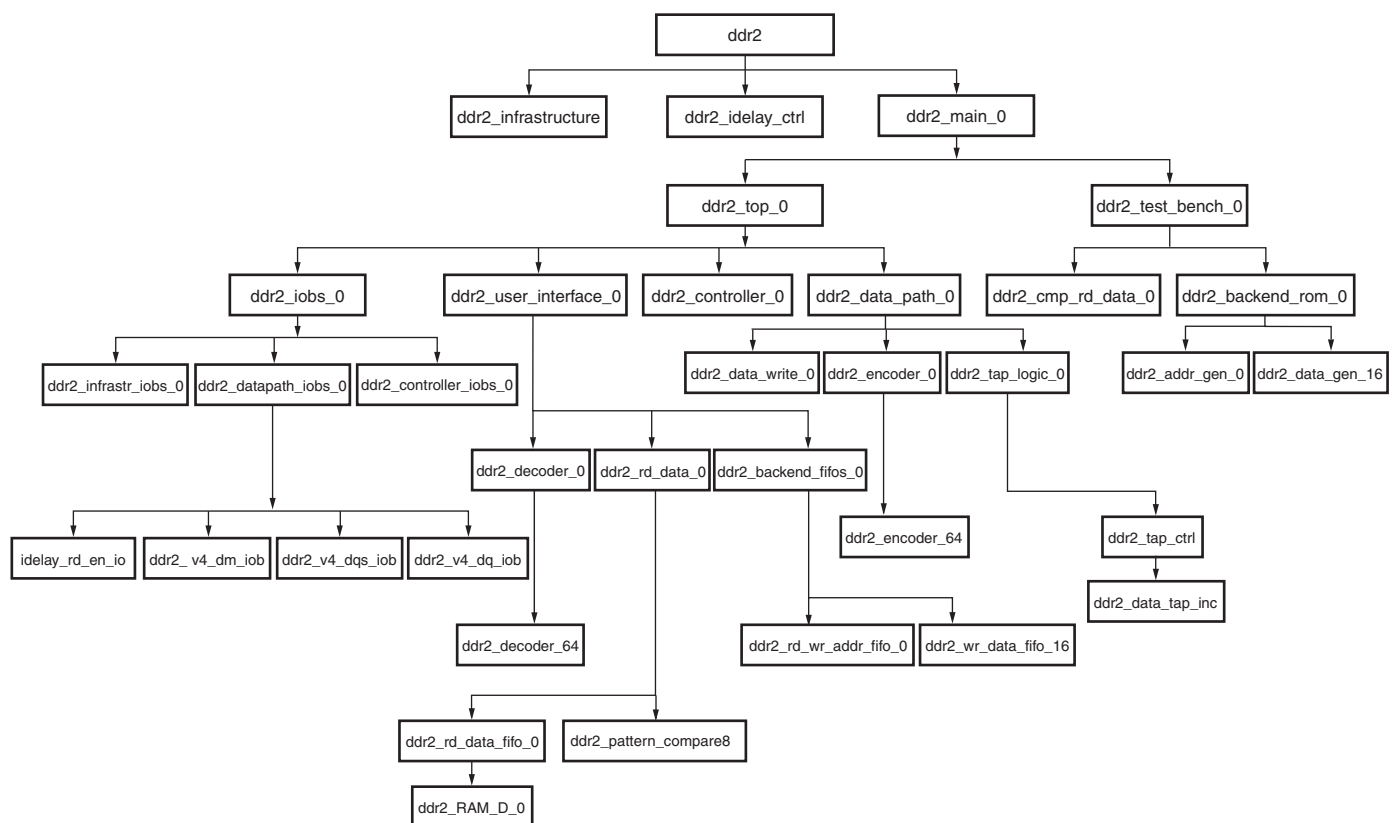 ddr2
ddr2_infrastructure
ddr2_idelay_ctrl
ddr2_main_0
ddr2_top_0
ddr2_test_bench_0
ddr2_iobs_0
ddr2_user_interface_0
ddr2_controller_0
ddr2_data_path_0
ddr2_cmp_rd_data_0
ddr2_backend_rom_0
ddr2_infrastr_iobs_0
ddr2_datapath_iobs_0
ddr2_controller_iobs_0
ddr2_data_write_0
ddr2_encoder_0
ddr2_tap_logic_0
ddr2_addr_gen_0
ddr2_data_gen_16
ddr2_decoder_0
ddr2_rd_data_0
ddr2_backend_fifos_0
idelay_rd_en_io
ddr2_ v4_dm_iob
ddr2_v4_dqs_iob
ddr2_v4_dq_iob
ddr2_encoder_64
ddr2_tap_ctrl
ddr2_data_tap_inc
ddr2_decoder_64
ddr2_rd_wr_addr_fifo_0
ddr2_wr_data_fifo_16
ddr2_rd_data_fifo_0
ddr2_pattern_compare8
ddr2_RAM_D_0